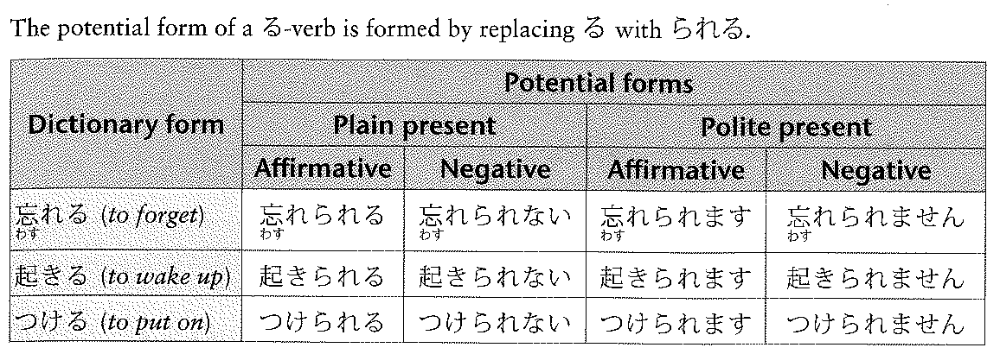 The potential form of a る-verb is formed by replacing る with られる.
Dictionary form
Potential forms
Plain present
Polite present
Affirmative
Negative
Affirmative
Negative
忘れる (to forget) 忘れられる 忘れられない 忘れられます 忘れられません
わす わす わす わす わす
起きる (to wake up) 起きられる 起きられない 起きられます 起きられません
つける (to put on) つけられる つけられない つけられます つけられません